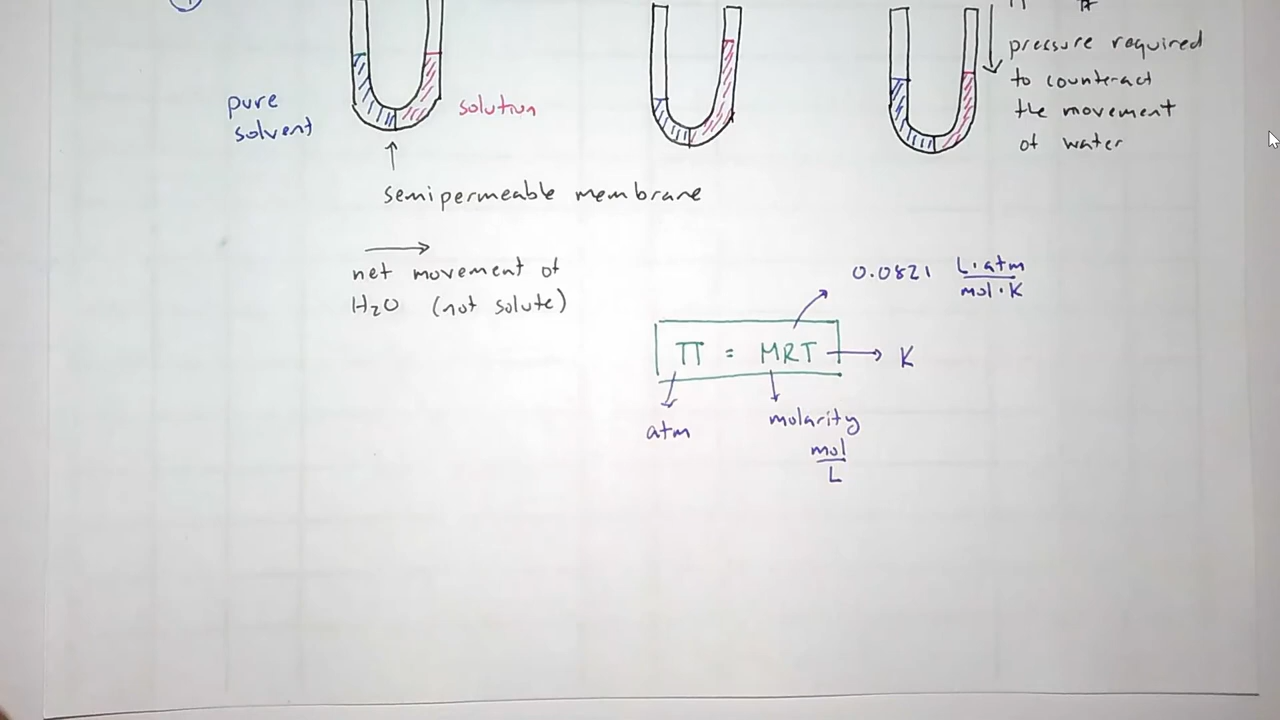 pressure required
to counteract
the movement
of water
pure
solvent
solution
semipermeable membrane
net movement of
H₂O (not solute)
0.0821 L·atm
mol·K
Π = MRT
K
atm
molarity
mol
L